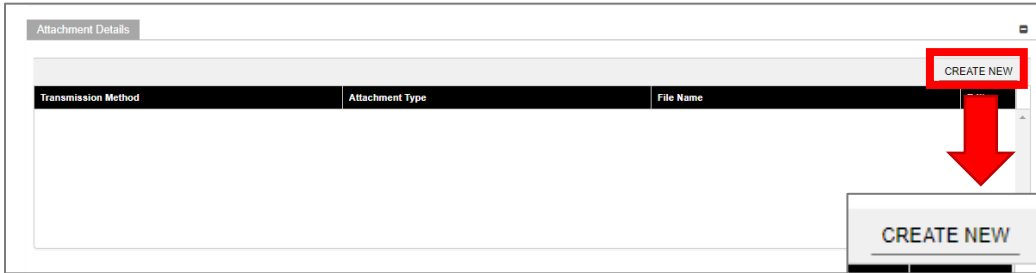 Attachment Details
CREATE NEW
Transmission Method Attachment Type File Name
CREATE NEW